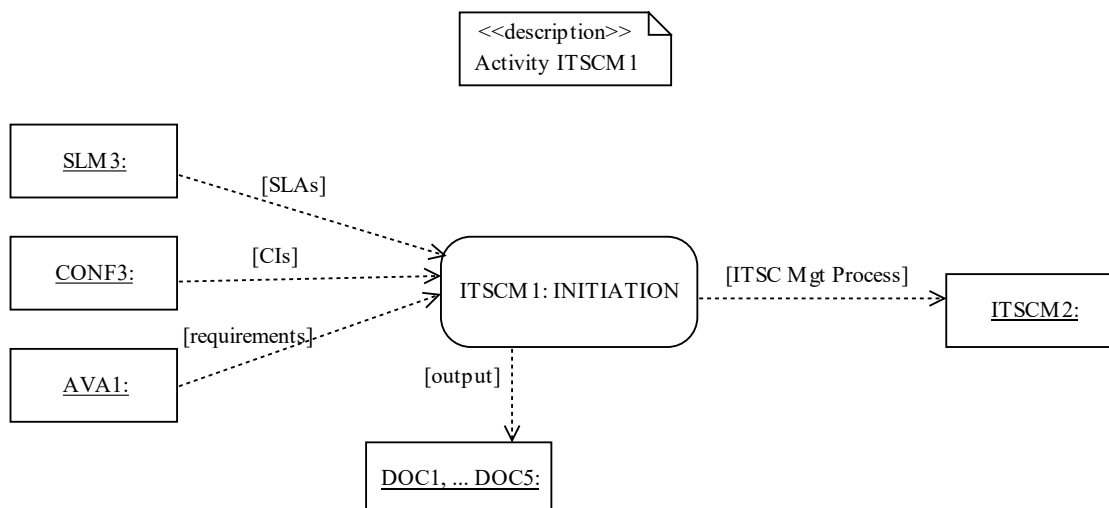 <<description>>
Activity ITSCM1
SLM3:
[SLAs]
CONF3:
[CIs]
ITSCM1: INITIATION
[ITSC Mgt Process]
ITSCM2:
[requirements]
AVA1:
[output]
DOC1, ... DOC5: